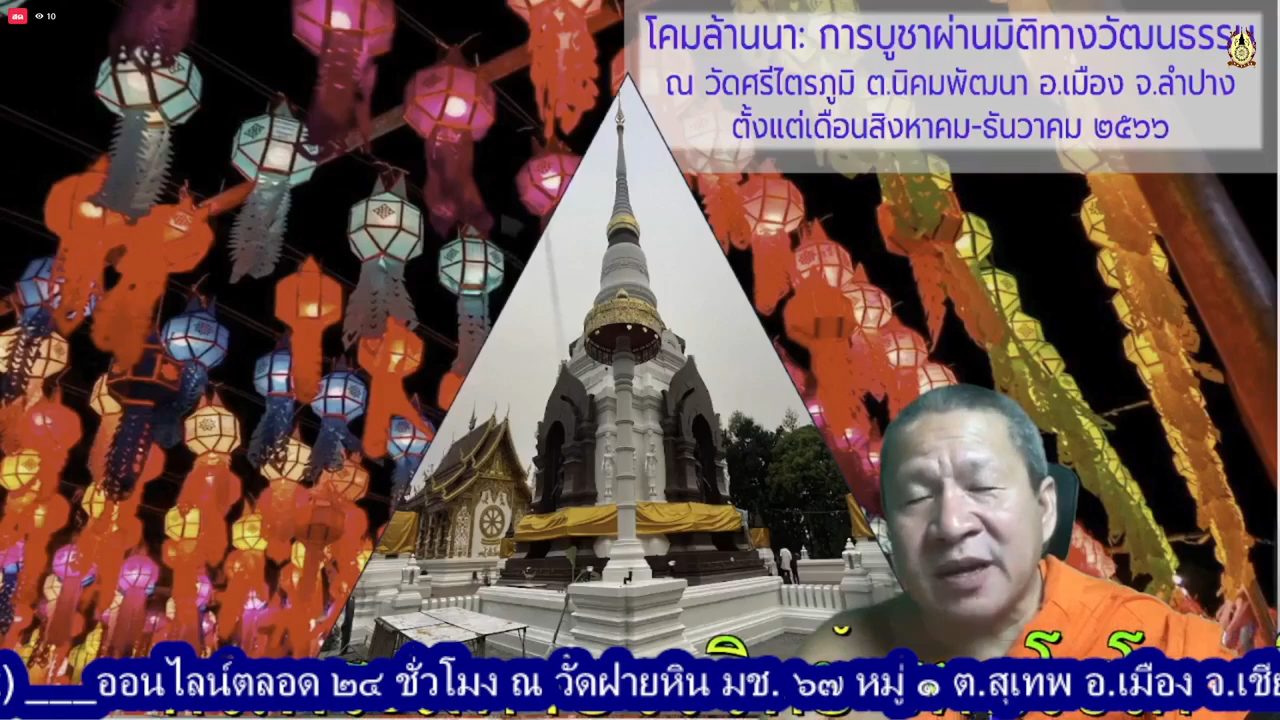 สด 10
โคมล้านนา: การบูชาผ่านมิติทางวัฒนธรรม
ณ วัดศรีไตรภูมิ ต.นิคมพัฒนา อ.เมือง จ.ลำปาง
ตั้งแต่เดือนสิงหาคม-ธันวาคม ๒๕๖๖
)___ออนไลน์ตลอด ๒๔ ชั่วโมง ณ วัดฝายหิน มช. ๖๗ หมู่ ๑ ต.สุเทพ อ.เมือง จ.เชีย